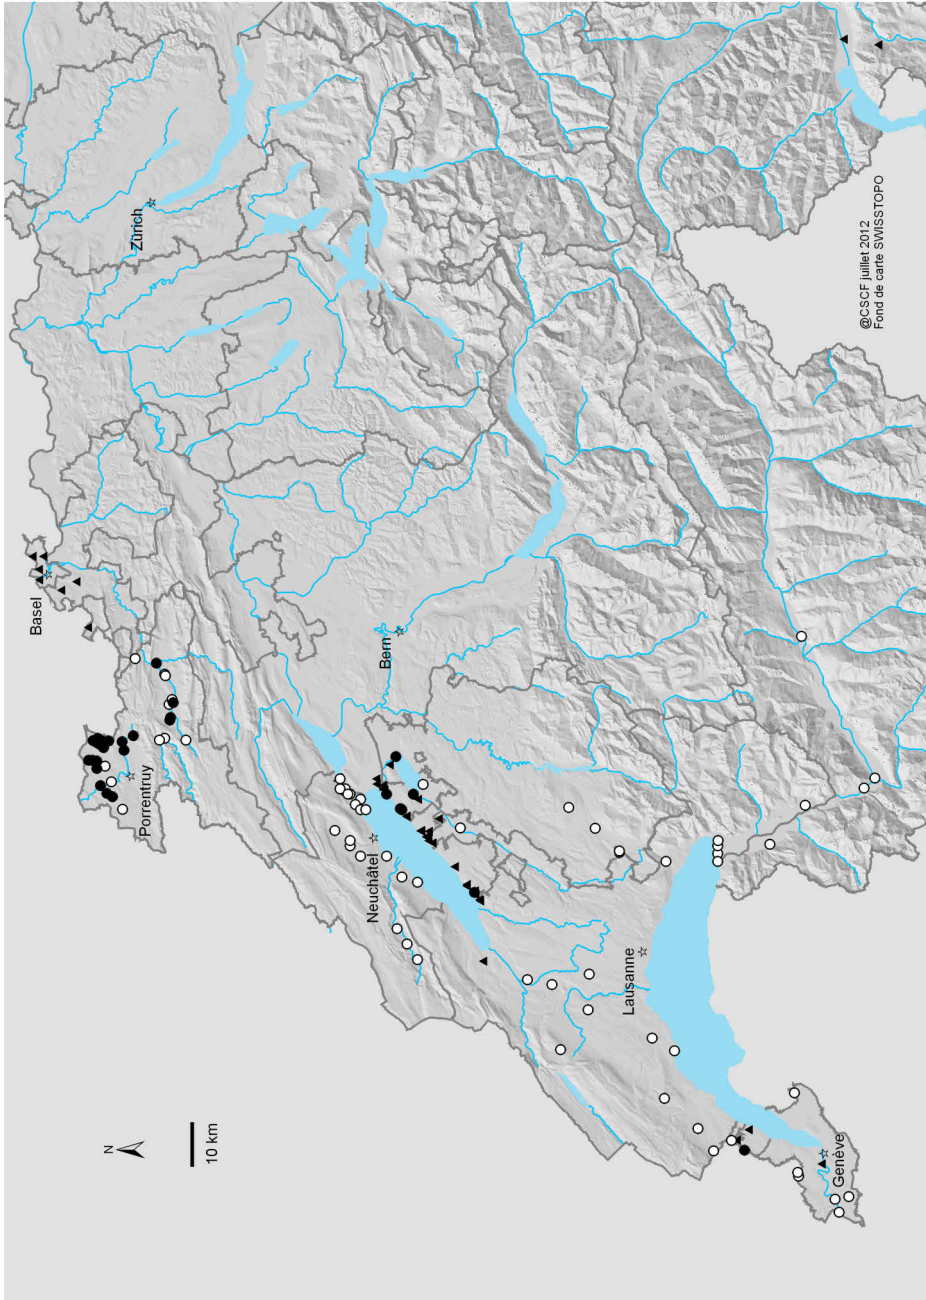 Basel
Zürich
Porrentruy
Bern
Neuchâtel
Lausanne
Genève
N
10 km
@CSCF juillet 2012
Fond de carte SWISSTOPO